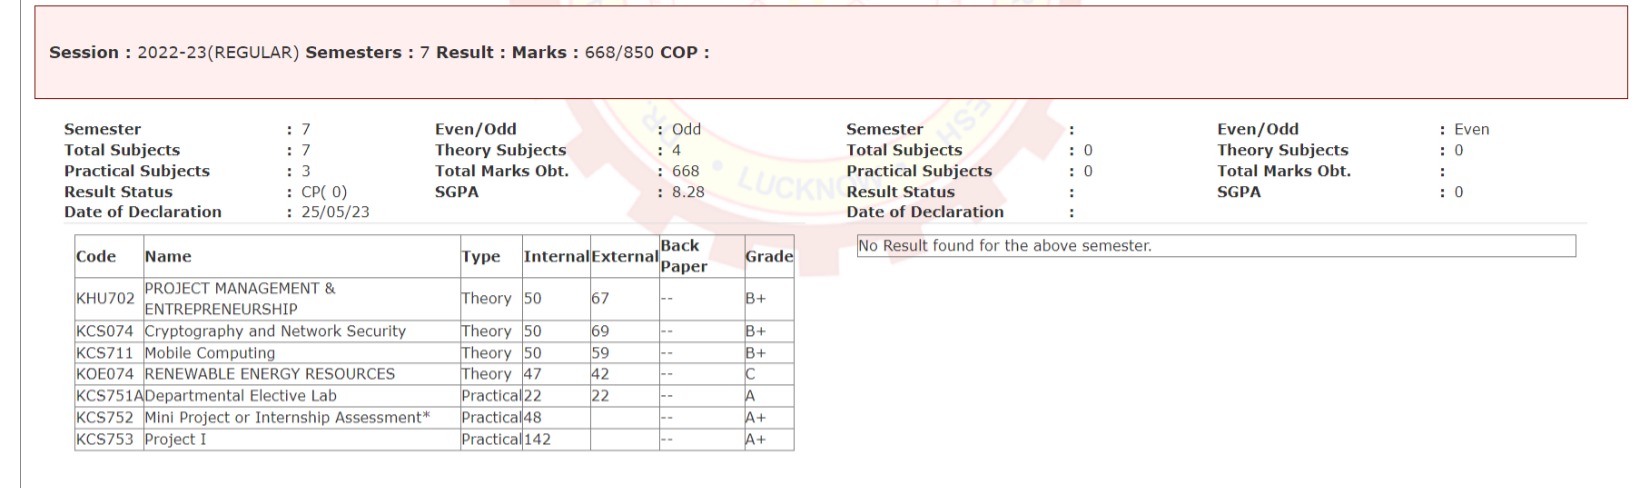 Session : 2022-23(REGULAR) Semesters : 7 Result : Marks : 668/850 COP :
Semester : 7 Even/Odd : Odd
Total Subjects : 7 Theory Subjects : 4
Practical Subjects : 3 Total Marks Obt. : 668
Result Status : CP( 0) SGPA : 8.28
Date of Declaration : 25/05/23
Semester : Even/Odd : Even
Total Subjects : 0 Theory Subjects : 0
Practical Subjects : 0 Total Marks Obt. :
Result Status : SGPA : 0
Date of Declaration :
Code Name Type Internal External Back Paper Grade
KHU702 PROJECT MANAGEMENT & ENTREPRENEURSHIP Theory 50 67 -- B+
KCS074 Cryptography and Network Security Theory 50 69 -- B+
KCS711 Mobile Computing Theory 50 59 -- B+
KOE074 RENEWABLE ENERGY RESOURCES Theory 47 42 -- C
KCS751A Departmental Elective Lab Practical 22 22 -- A
KCS752 Mini Project or Internship Assessment* Practical 48 -- A+
KCS753 Project I Practical 142 -- A+
No Result found for the above semester.
DR.
LUCKNOW
ESH